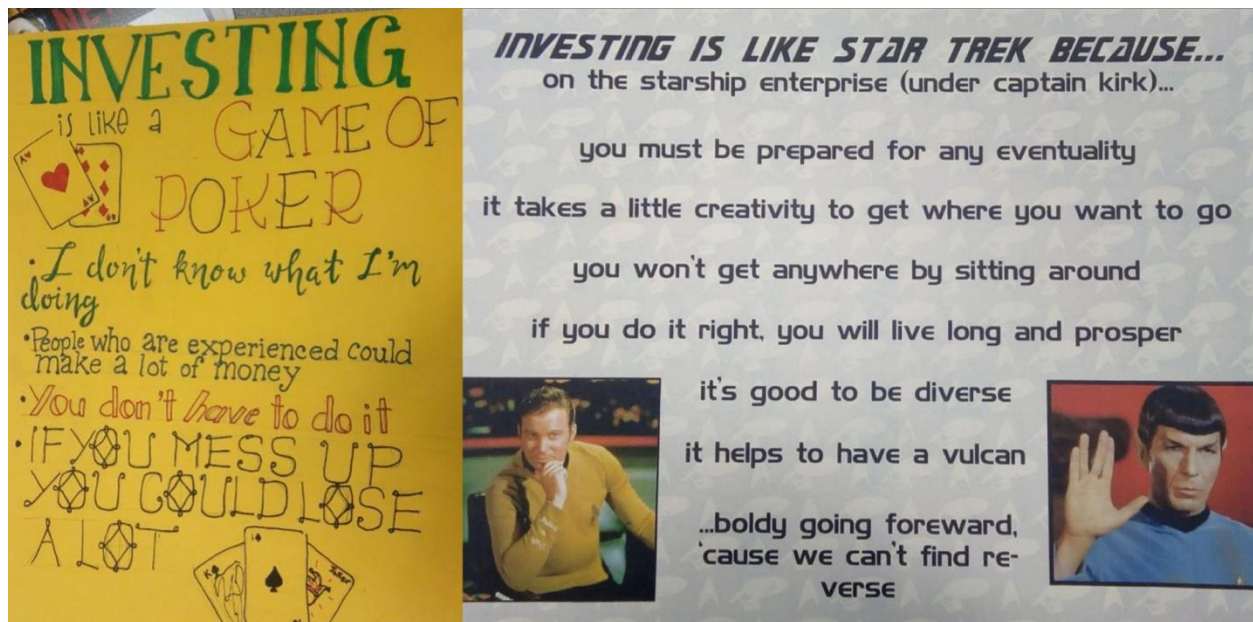 INVESTING
is like a
GAME OF
POKER
• I don't know what I'm
doing
• People who are experienced could
make a lot of money
• You don't have to do it
• IF YOU MESS UP
YOU COULD LOSE
A LOT
INVESTING IS LIKE STAR TREK BECAUSE...
on the starship enterprise (under captain kirk)...
you must be prepared for any eventuality
it takes a little creativity to get where you want to go
you won't get anywhere by sitting around
if you do it right, you will live long and prosper
it's good to be diverse
it helps to have a vulcan
...boldy going foreward,
'cause we can't find re-
verse